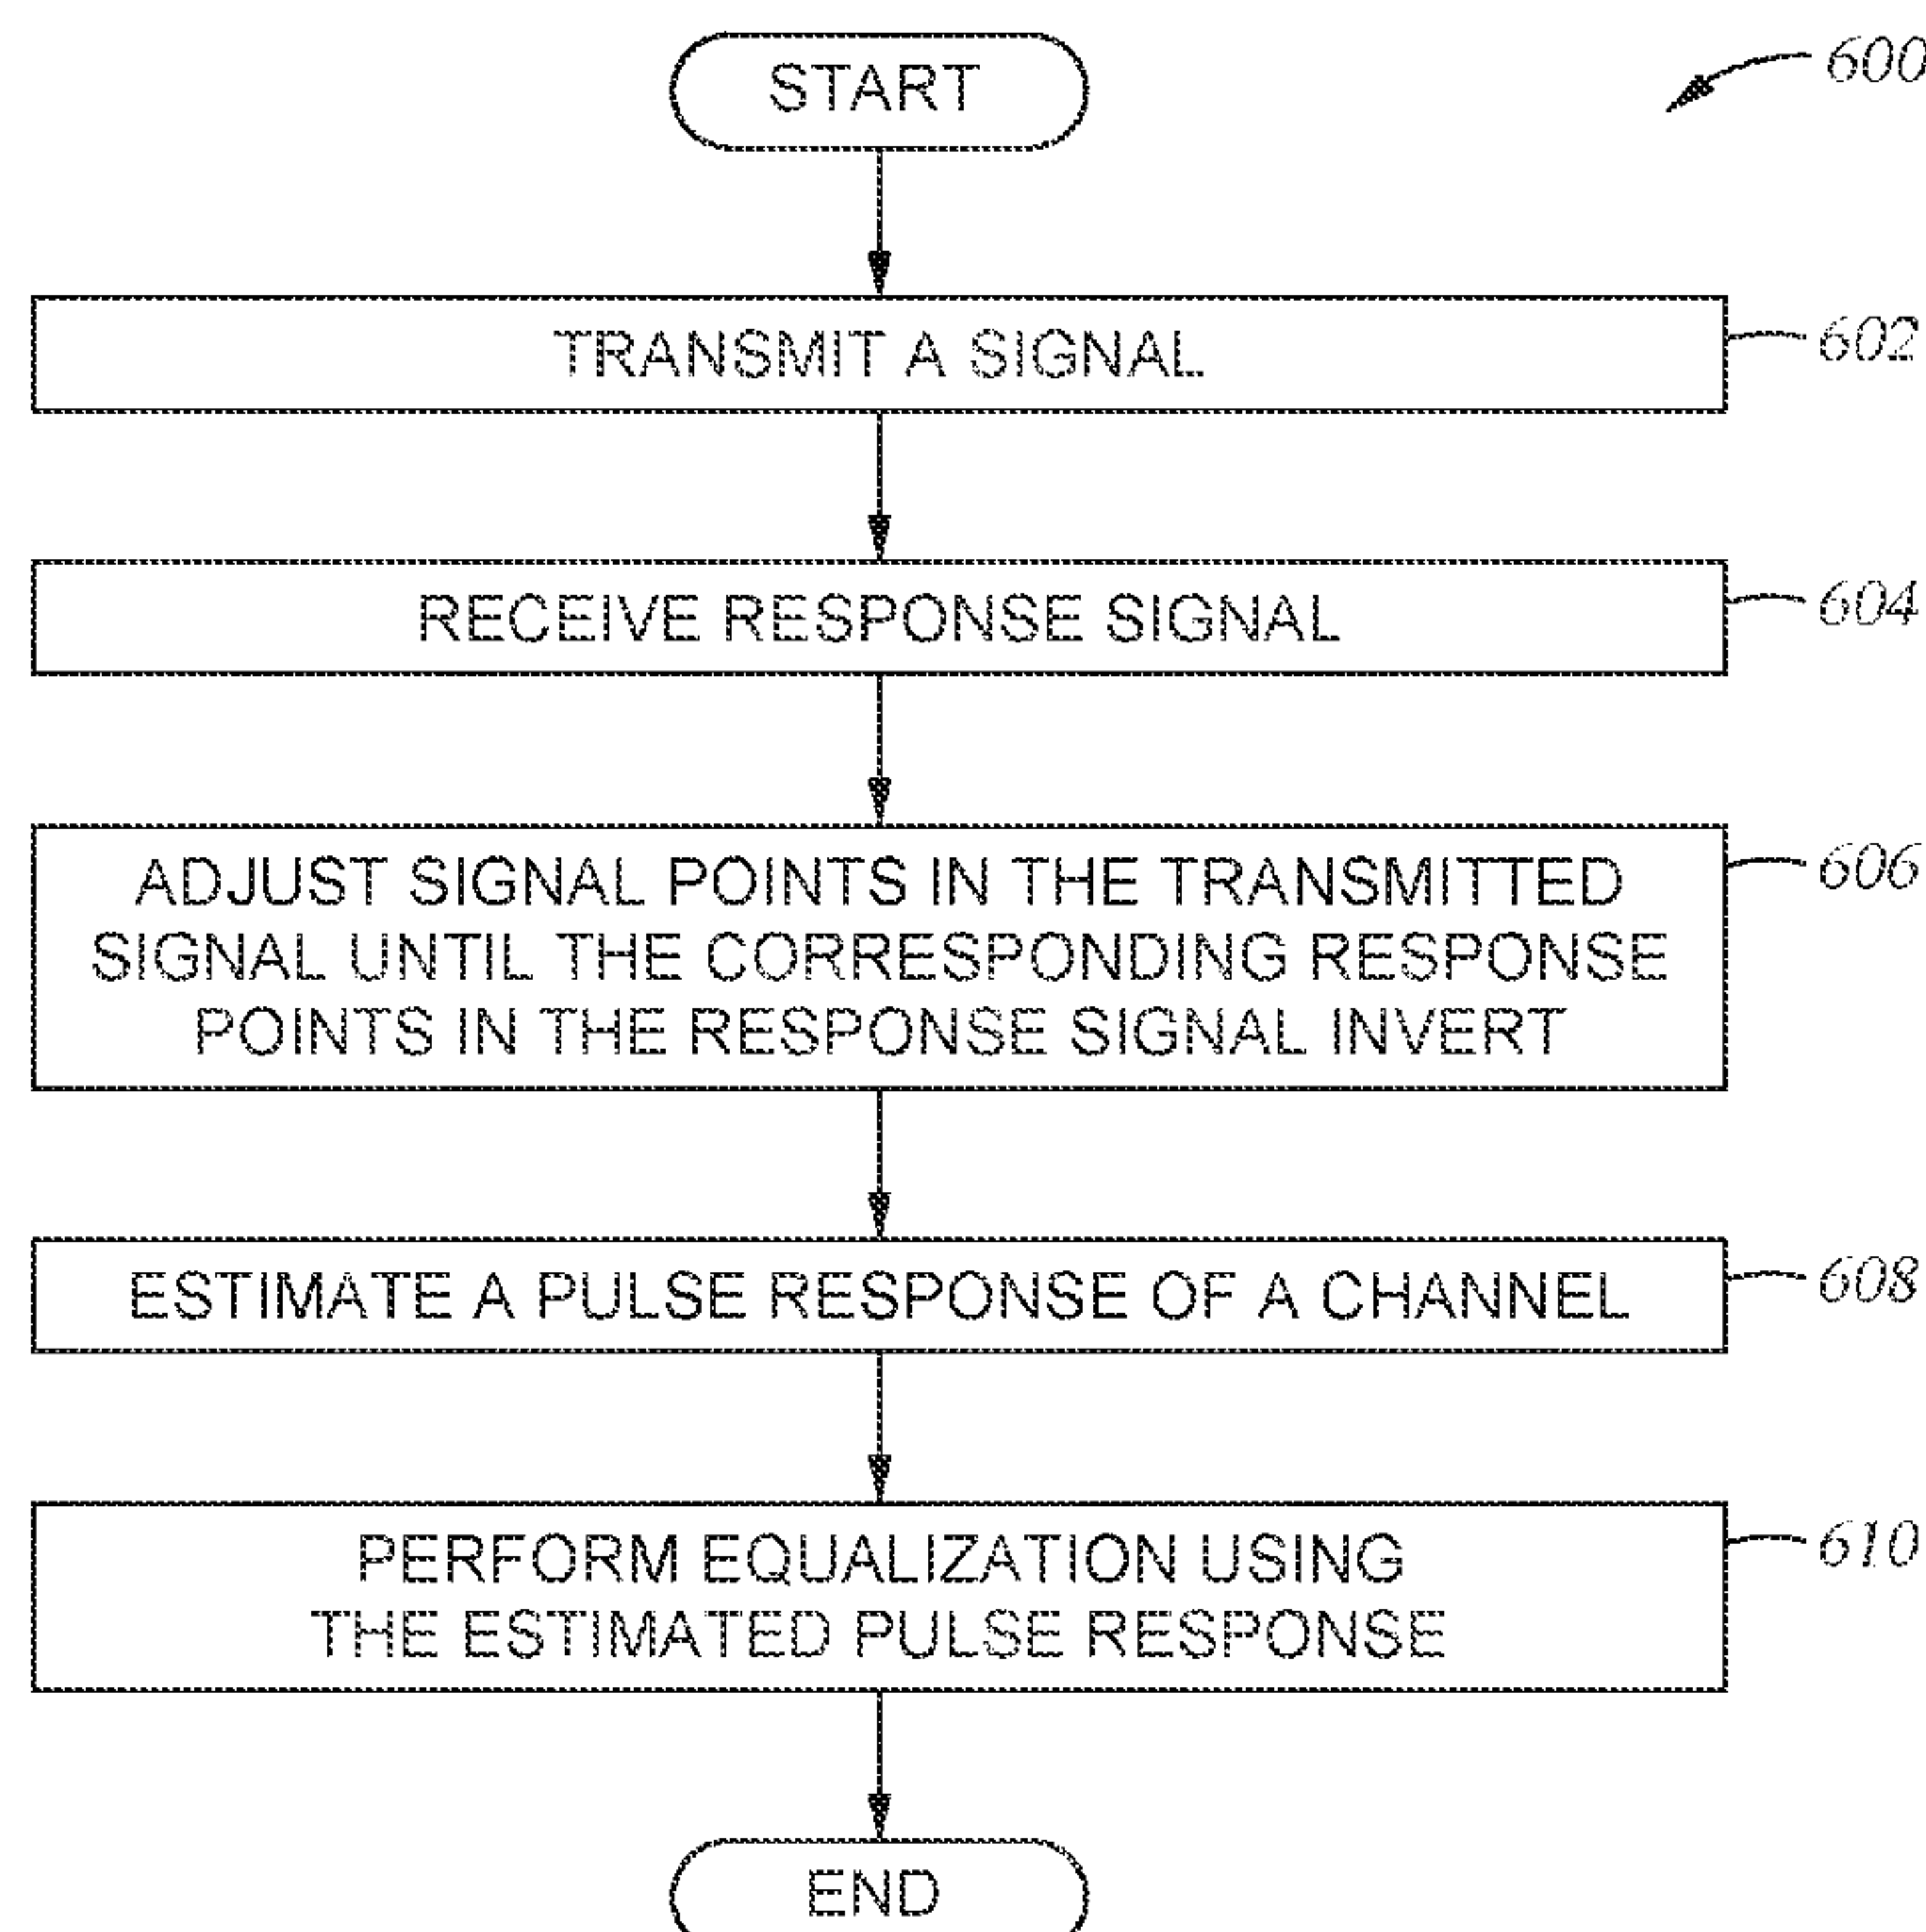 START
600
TRANSMIT A SIGNAL
602
RECEIVE RESPONSE SIGNAL
604
ADJUST SIGNAL POINTS IN THE TRANSMITTED
SIGNAL UNTIL THE CORRESPONDING RESPONSE
POINTS IN THE RESPONSE SIGNAL INVERT
606
ESTIMATE A PULSE RESPONSE OF A CHANNEL
608
PERFORM EQUALIZATION USING
THE ESTIMATED PULSE RESPONSE
610
END